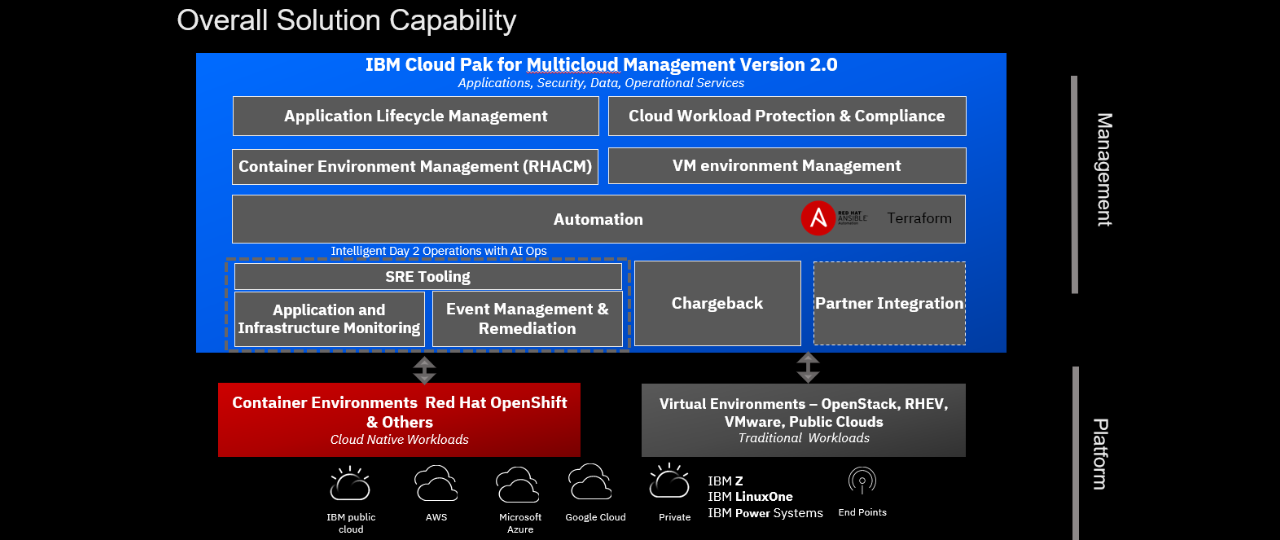 Overall Solution Capability
IBM Cloud Pak for Multicloud Management Version 2.0
Applications, Security, Data, Operational Services
Application Lifecycle Management
Cloud Workload Protection & Compliance
Container Environment Management (RHACM)
VM environment Management
Automation
RED HAT
ANSIBLE
Terraform
Intelligent Day 2 Operations with AI Ops
SRE Tooling
Application and
Infrastructure Monitoring
Event Management &
Remediation
Chargeback
Partner Integration
Management
Container Environments  Red Hat OpenShift
& Others
Cloud Native Workloads
Virtual Environments – OpenStack, RHEV,
VMware, Public Clouds
Traditional  Workloads
Platform
IBM public
cloud
AWS
Microsoft
Azure
Google Cloud
Private
IBM Z
IBM LinuxOne
IBM Power Systems
End Points